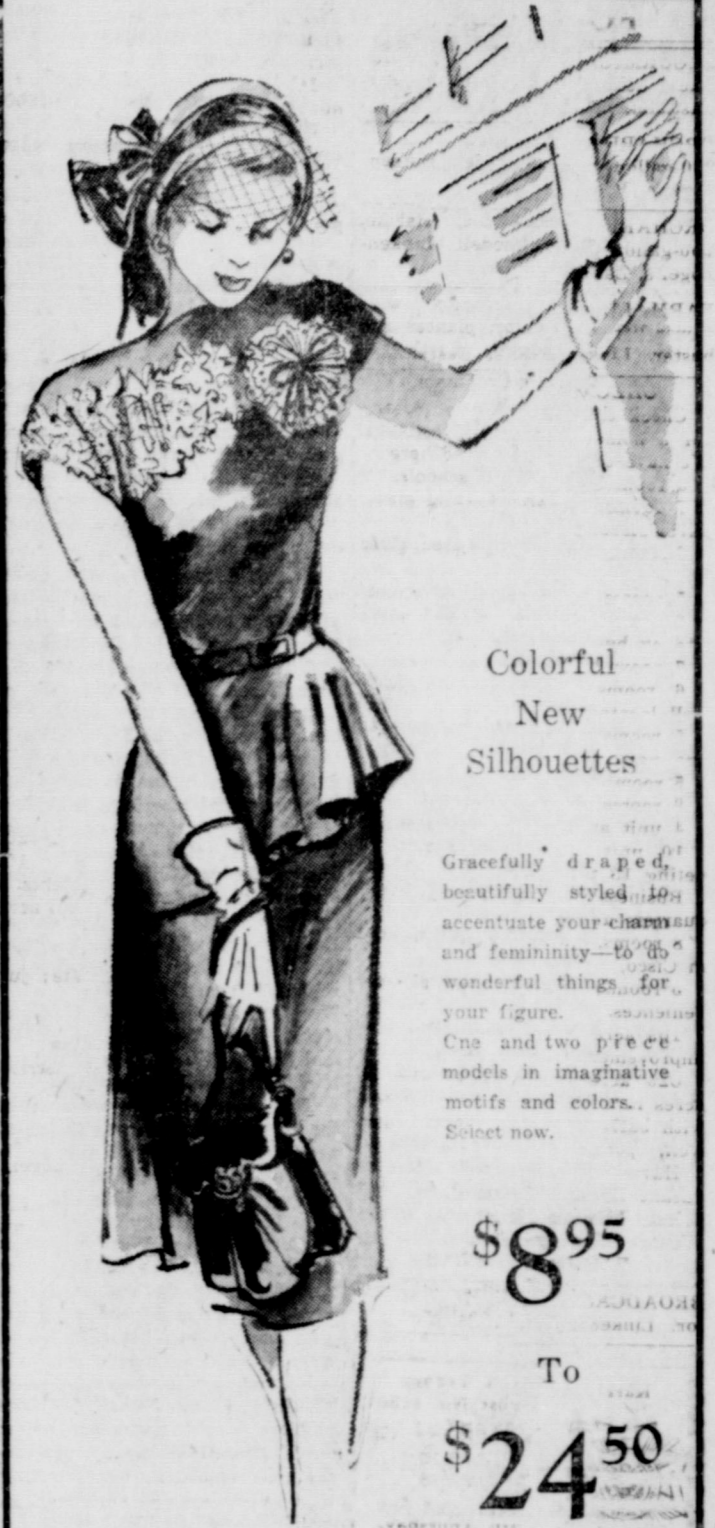 Colorful
New
Silhouettes
Gracefully draped,
beautifully styled to
accentuate your charm
and femininity—to do
wonderful things for
your figure.
One and two piece
models in imaginative
motifs and colors.
Select now.
$8 95
To
$24 50